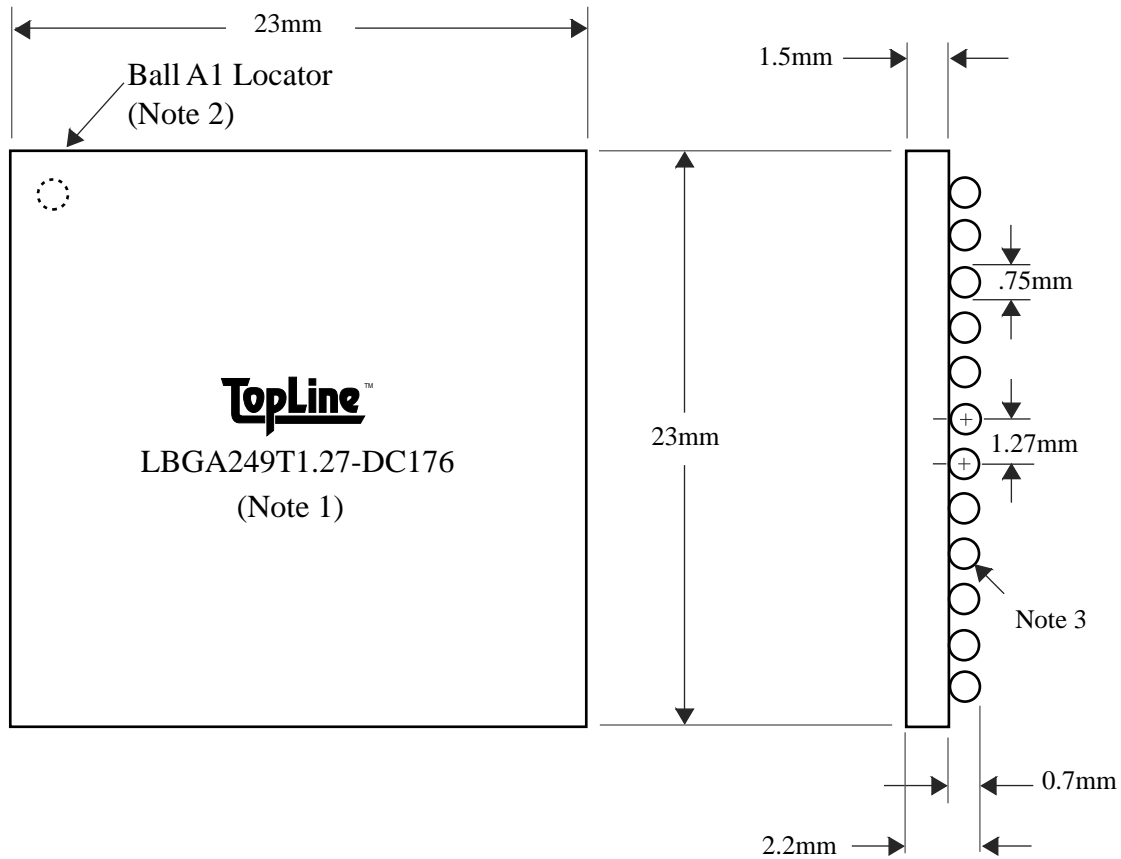 23mm
Ball A1 Locator
(Note 2)
1.5mm
.75mm
TopLine™
LBGA249T1.27-DC176
(Note 1)
23mm
1.27mm
Note 3
0.7mm
2.2mm